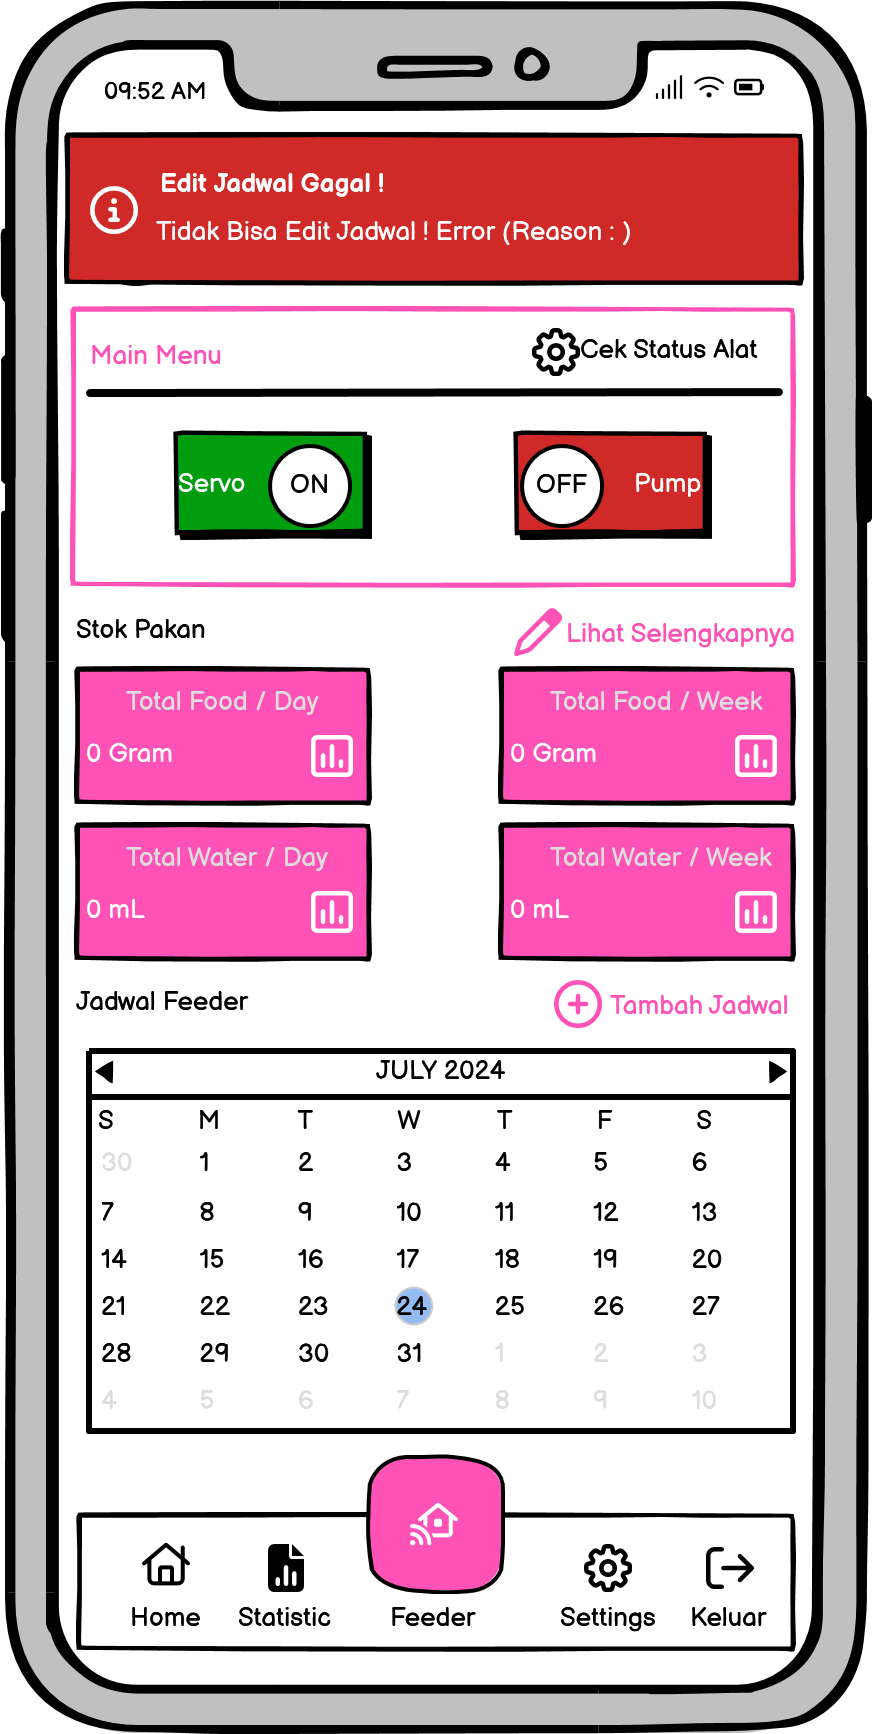 09:52 AM
Edit Jadwal Gagal !
Tidak Bisa Edit Jadwal ! Error (Reason : )
Main Menu
Cek Status Alat
Servo ON
OFF Pump
Stok Pakan
Lihat Selengkapnya
Total Food / Day
0 Gram
Total Food / Week
0 Gram
Total Water / Day
0 mL
Total Water / Week
0 mL
Jadwal Feeder
Tambah Jadwal
JULY 2024
S M T W T F S
30 1 2 3 4 5 6
7 8 9 10 11 12 13
14 15 16 17 18 19 20
21 22 23 24 25 26 27
28 29 30 31 1 2 3
4 5 6 7 8 9 10
Home Statistic Feeder Settings Keluar